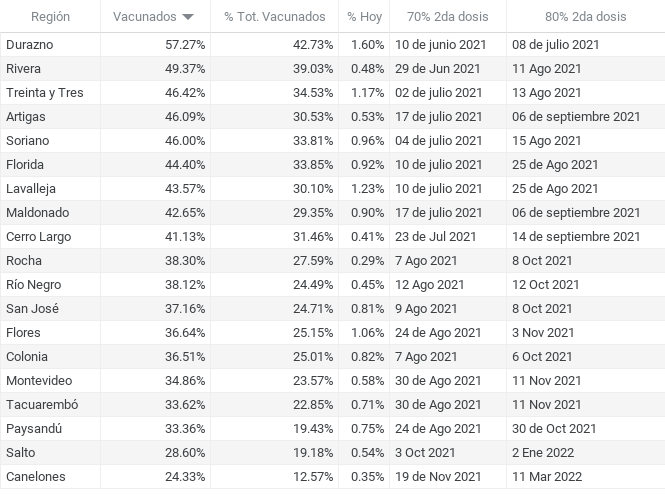 Región Vacunados % Tot. Vacunados % Hoy 70% 2da dosis 80% 2da dosis
Durazno 57.27% 42.73% 1.60% 10 de junio 2021 08 de julio 2021
Rivera 49.37% 39.03% 0.48% 29 de Jun 2021 11 Ago 2021
Treinta y Tres 46.42% 34.53% 1.17% 02 de julio 2021 13 Ago 2021
Artigas 46.09% 30.53% 0.53% 17 de julio 2021 06 de septiembre 2021
Soriano 46.00% 33.81% 0.96% 04 de julio 2021 15 Ago 2021
Florida 44.40% 33.85% 0.92% 10 de julio 2021 25 de Ago 2021
Lavalleja 43.57% 30.10% 1.23% 10 de julio 2021 25 de Ago 2021
Maldonado 42.65% 29.35% 0.90% 17 de julio 2021 06 de septiembre 2021
Cerro Largo 41.13% 31.46% 0.41% 23 de Jul 2021 14 de septiembre 2021
Rocha 38.30% 27.59% 0.29% 7 Ago 2021 8 Oct 2021
Río Negro 38.12% 24.49% 0.45% 12 Ago 2021 12 Oct 2021
San José 37.16% 24.71% 0.81% 9 Ago 2021 8 Oct 2021
Flores 36.64% 25.15% 1.06% 24 de Ago 2021 3 Nov 2021
Colonia 36.51% 25.01% 0.82% 7 Ago 2021 6 Oct 2021
Montevideo 34.86% 23.57% 0.58% 30 de Ago 2021 11 Nov 2021
Tacuarembó 33.62% 22.85% 0.71% 30 de Ago 2021 11 Nov 2021
Paysandú 33.36% 19.43% 0.75% 24 de Ago 2021 30 de Oct 2021
Salto 28.60% 19.18% 0.54% 3 Oct 2021 2 Ene 2022
Canelones 24.33% 12.57% 0.35% 19 de Nov 2021 11 Mar 2022